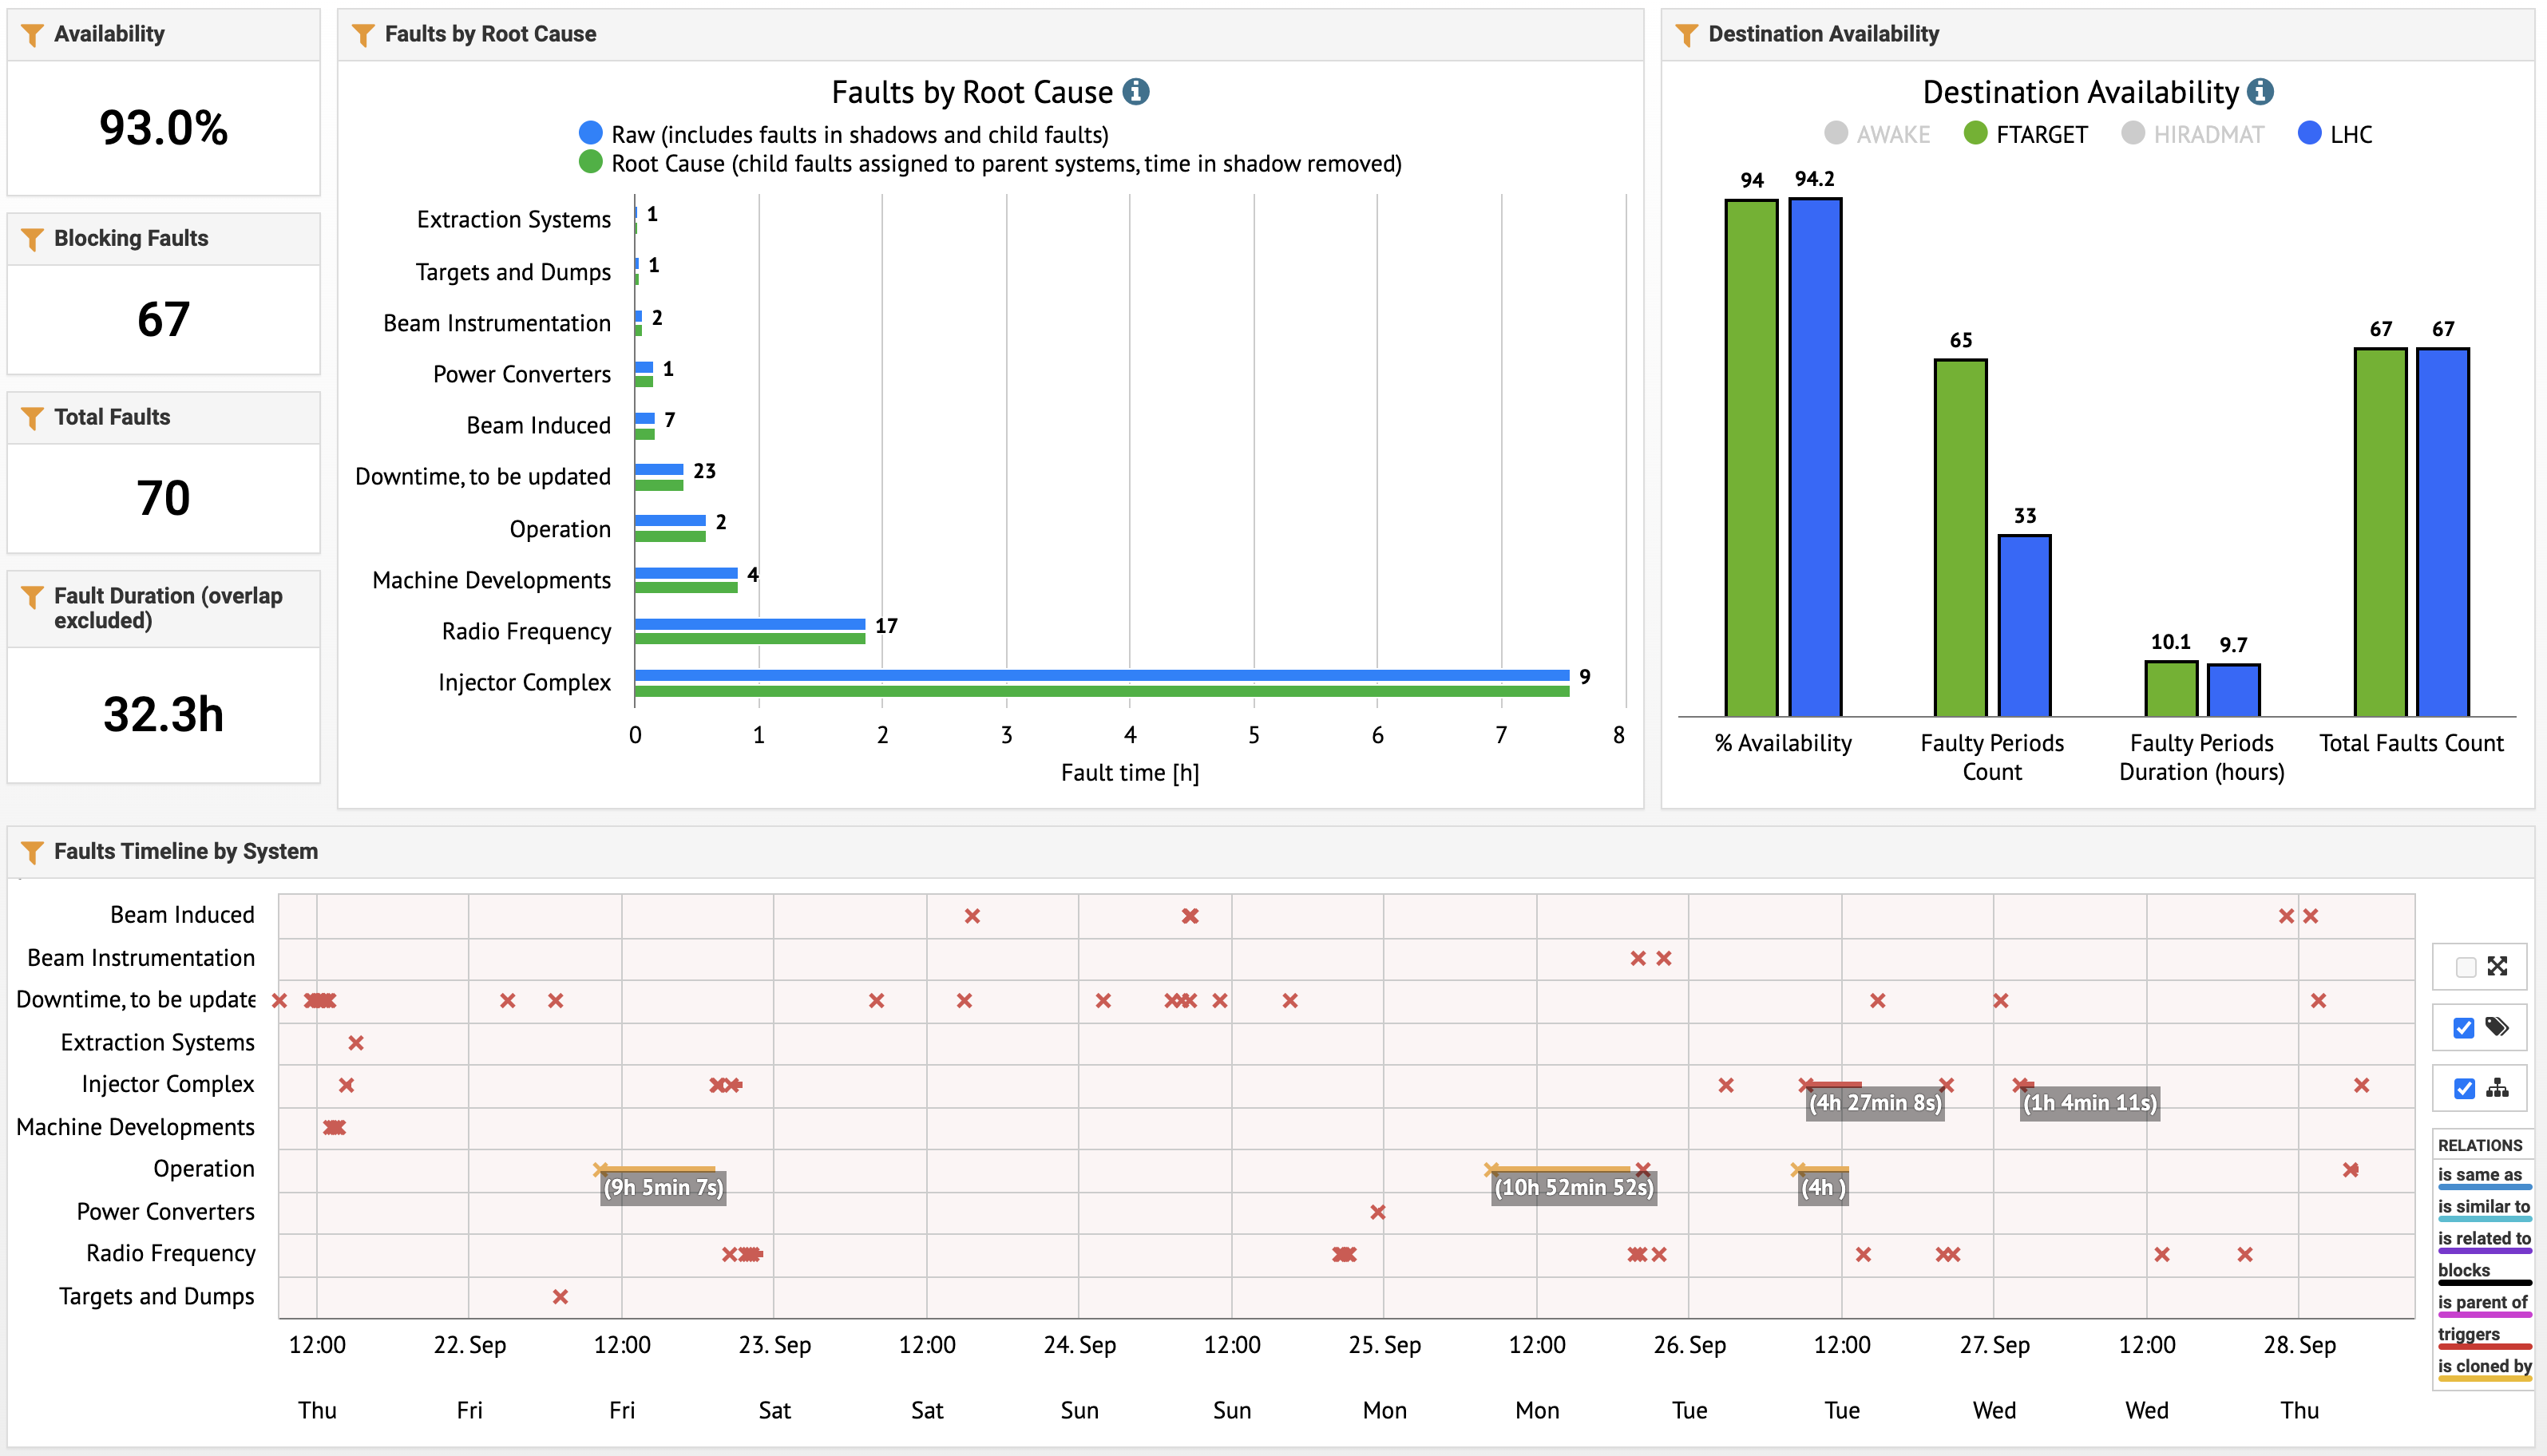 Availability
93.0%
Blocking Faults
67
Total Faults
70
Fault Duration (overlap
excluded)
32.3h
Faults by Root Cause
Faults by Root Cause
Raw (includes faults in shadows and child faults)
Root Cause (child faults assigned to parent systems, time in shadow removed)
Extraction Systems 1
Targets and Dumps 1
Beam Instrumentation 2
Power Converters 1
Beam Induced 7
Downtime, to be updated 23
Operation 2
Machine Developments 4
Radio Frequency 17
Injector Complex 9
0 1 2 3 4 5 6 7 8
Fault time [h]
Destination Availability
Destination Availability
AWAKE FTARGET HIRADMAT LHC
94 94.2
65 33
10.1 9.7
67 67
% Availability
Faulty Periods
Count
Faulty Periods
Duration (hours)
Total Faults Count
Faults Timeline by System
Beam Induced
Beam Instrumentation
Downtime, to be update
Extraction Systems
Injector Complex
(4h 27min 8s) (1h 4min 11s)
Machine Developments
Operation
(9h 5min 7s) (10h 52min 52s) (4h )
Power Converters
Radio Frequency
Targets and Dumps
12:00 22. Sep 12:00 23. Sep 12:00 24. Sep 12:00 25. Sep 12:00 26. Sep 12:00 27. Sep 12:00 28. Sep
Thu Fri Fri Sat Sat Sun Sun Mon Mon Tue Tue Wed Wed Thu
RELATIONS
is same as
is similar to
is related to
blocks
is parent of
triggers
is cloned by